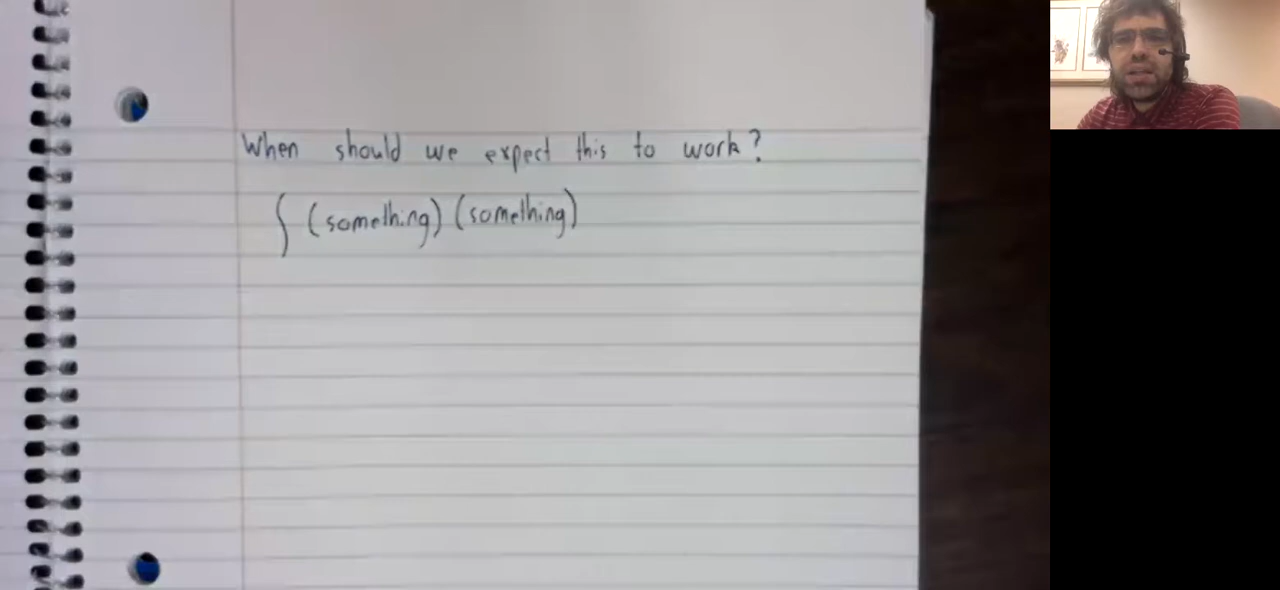 When should we expect this to work?
∫ (something) (something)